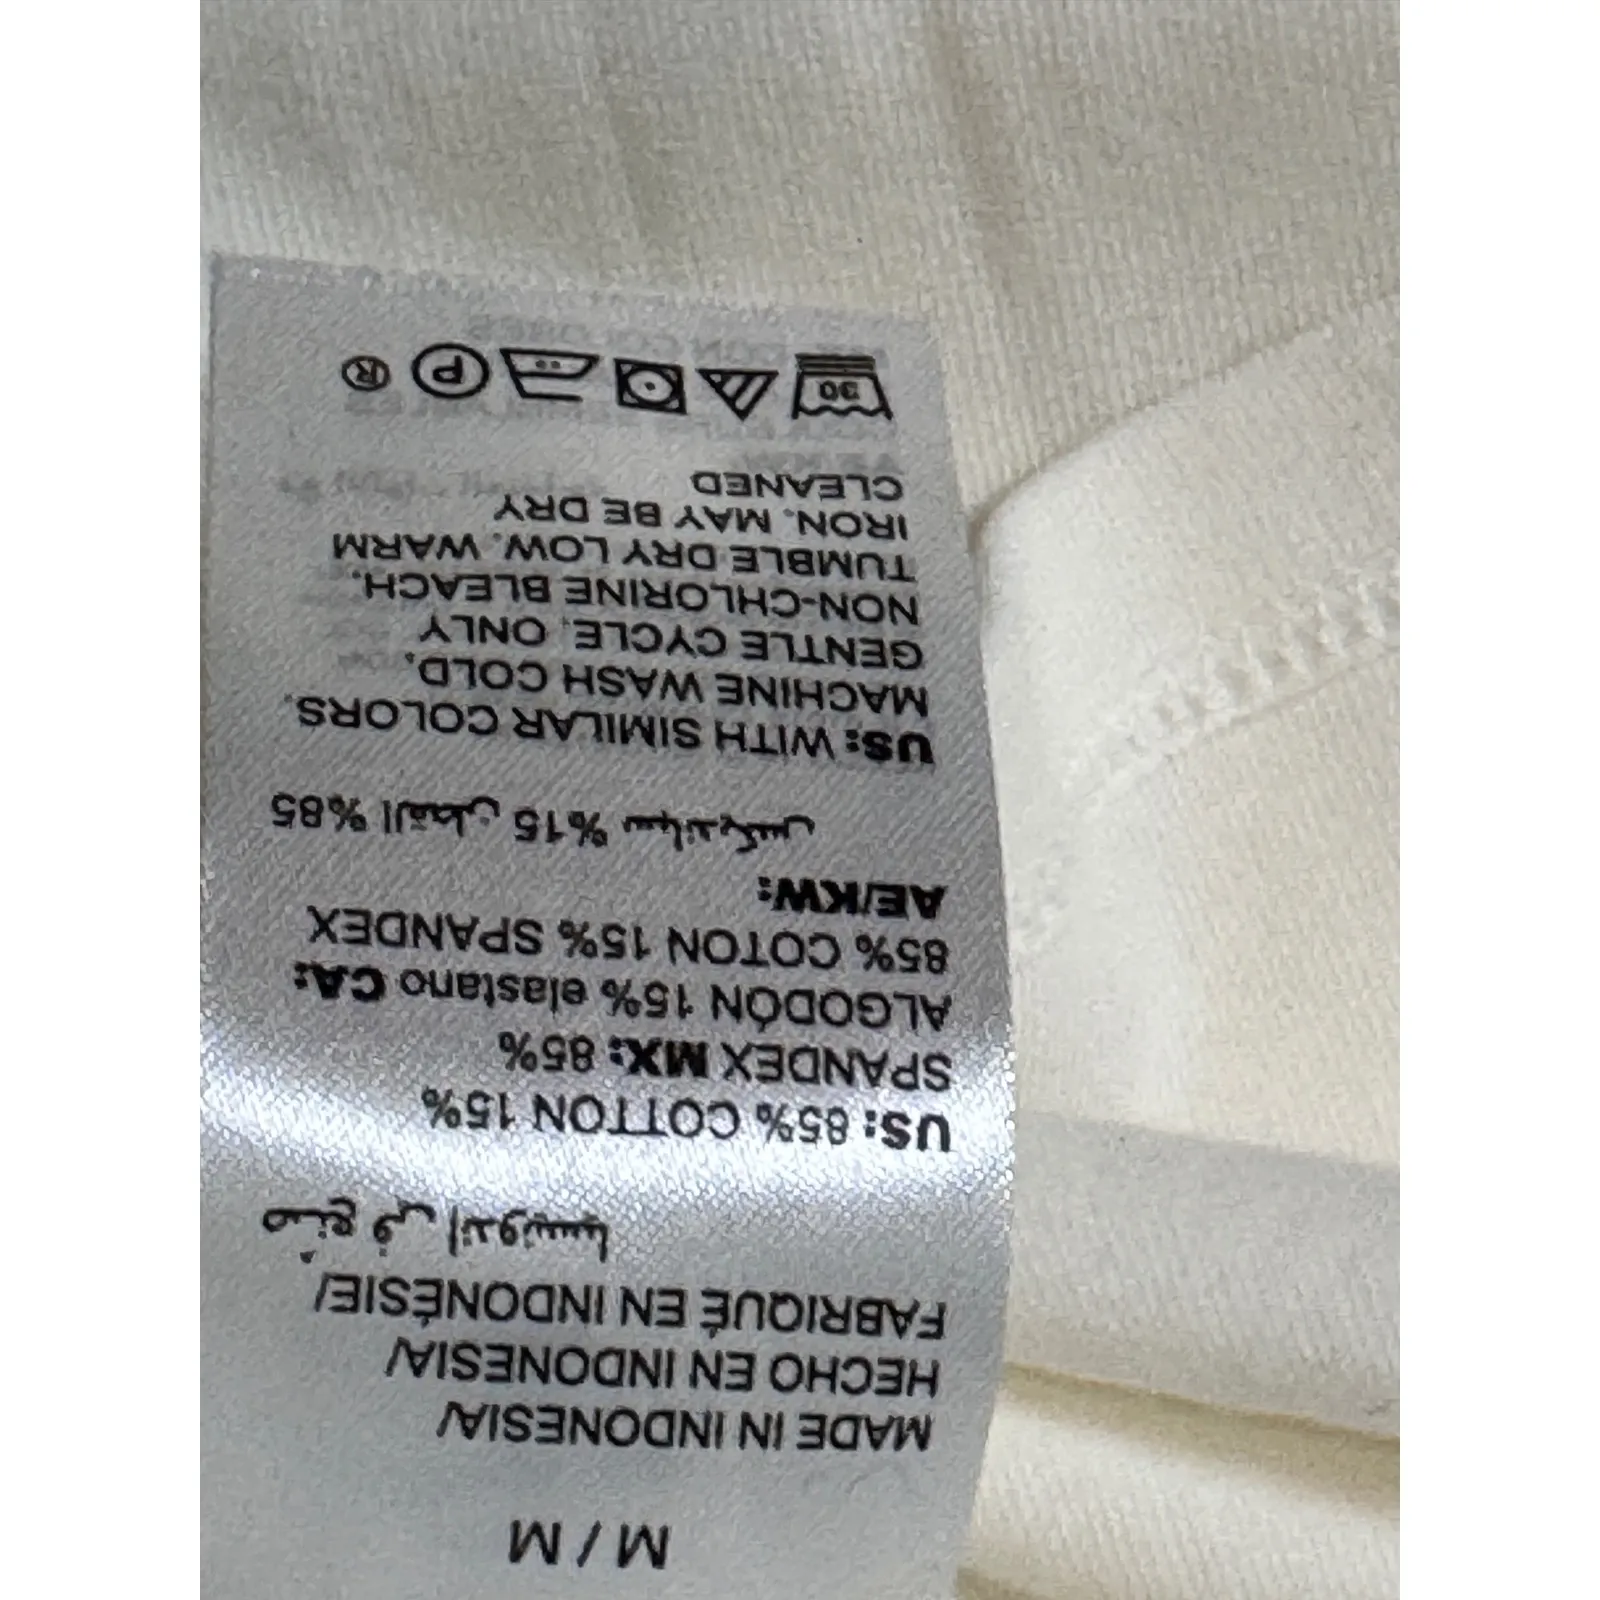 M / M
MADE IN INDONESIA/
HECHO EN INDONESIA/
FABRIQUÉ EN INDONÉSIE/
صنع في اندونيسيا
US: 85% COTTON 15%
SPANDEX MX: 85%
ALGODÓN 15% elastano CA:
85% COTON 15% SPANDEX
AE/KW:
85% القطن 15% سباندیکس
US: WITH SIMILAR COLORS.
MACHINE WASH COLD,
GENTLE CYCLE. ONLY
NON-CHLORINE BLEACH.
TUMBLE DRY LOW. WARM
IRON. MAY BE DRY
CLEANED
30 P ®